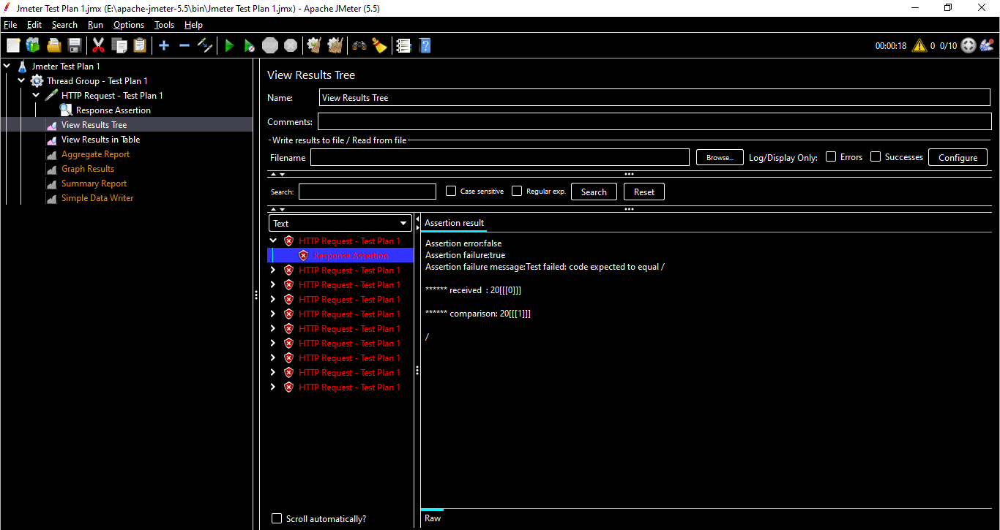 Jmeter Test Plan 1.jmx (E:\apache-jmeter-5.5\bin\Jmeter Test Plan 1.jmx) - Apache JMeter (5.5)
File Edit Search Run Options Tools Help
00:00:18 0 0/10
Jmeter Test Plan 1
Thread Group - Test Plan 1
HTTP Request - Test Plan 1
Response Assertion
View Results Tree
View Results in Table
Aggregate Report
Graph Results
Summary Report
Simple Data Writer
View Results Tree
Name: View Results Tree
Comments:
Write results to file / Read from file
Filename Browse... Log/Display Only: Errors Successes Configure
Search: Case sensitive Regular exp. Search Reset
Text
HTTP Request - Test Plan 1
Response Assertion
HTTP Request - Test Plan 1
HTTP Request - Test Plan 1
HTTP Request - Test Plan 1
HTTP Request - Test Plan 1
HTTP Request - Test Plan 1
HTTP Request - Test Plan 1
HTTP Request - Test Plan 1
HTTP Request - Test Plan 1
HTTP Request - Test Plan 1
Scroll automatically?
Assertion result
Assertion error:false
Assertion failure:true
Assertion failure message:Test failed: code expected to equal /
****** received : 20[[[0]]]
****** comparison: 20[[[1]]]
/
Raw